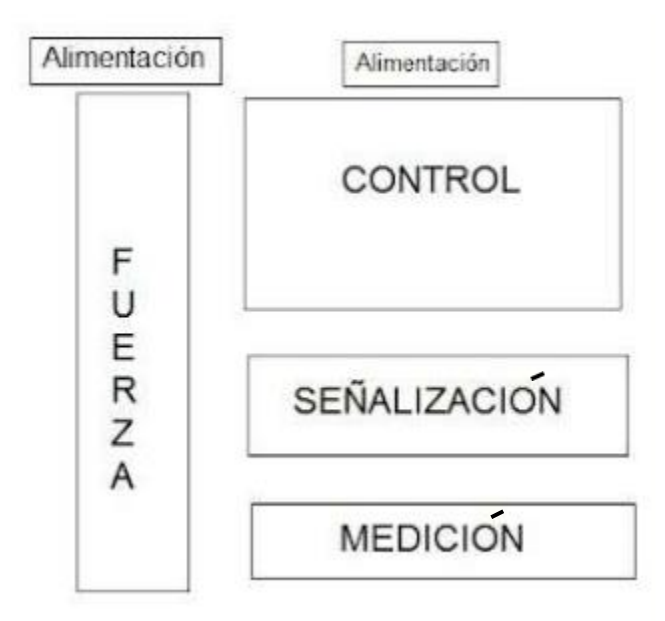 Alimentación
Alimentación
CONTROL
FUERZA
SEÑALIZACIÓN
MEDICIÓN